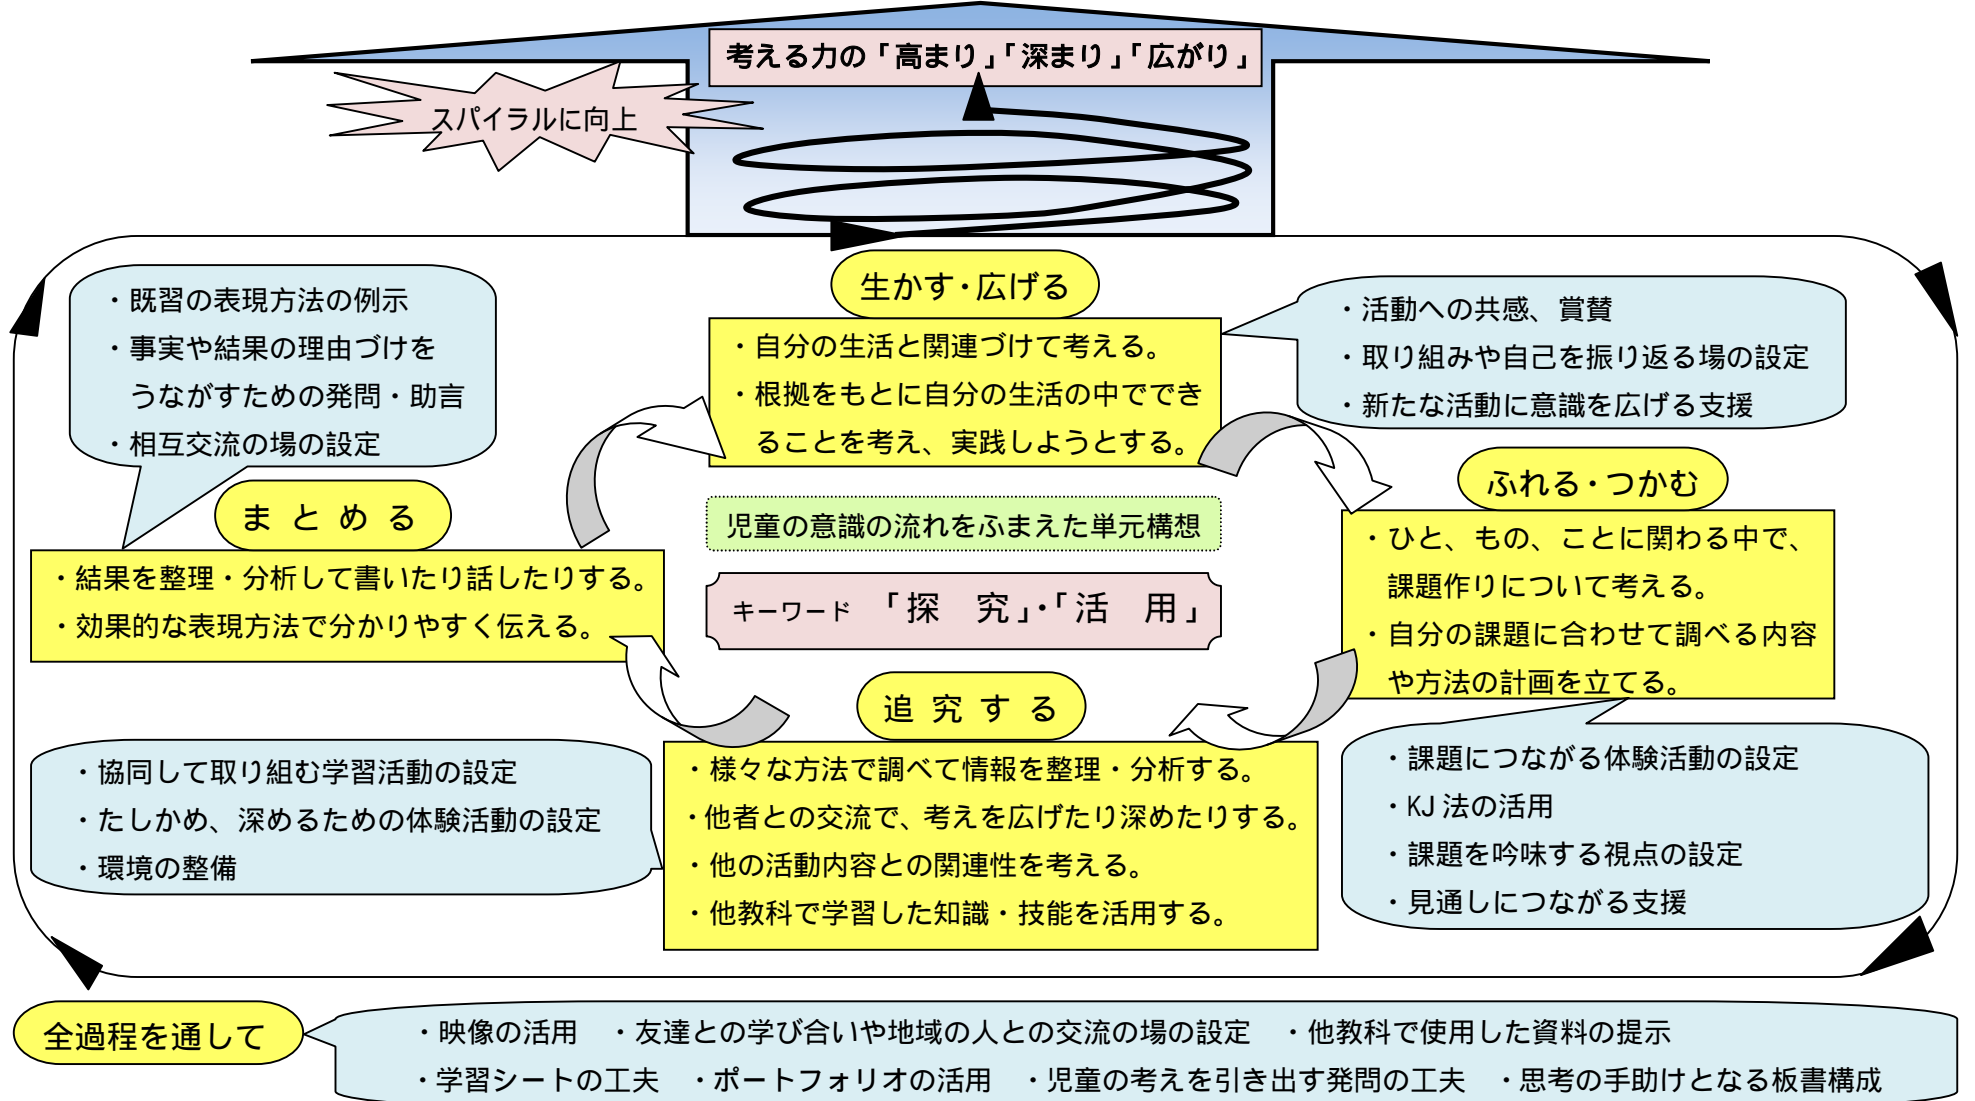 考える力の「高まり」「深まり」「広がり」
スパイラルに向上
生かす・広げる
・自分の生活と関連づけて考える。
・根拠をもとに自分の生活の中ででき
ることを考え、実践しようとする。
・活動への共感、賞賛
・取り組みや自己を振り返る場の設定
・新たな活動に意識を広げる支援
・既習の表現方法の例示
・事実や結果の理由づけを
うながすための発問・助言
・相互交流の場の設定
まとめる
・結果を整理・分析して書いたり話したりする。
・効果的な表現方法で分かりやすく伝える。
児童の意識の流れをふまえた単元構想
キーワード 「探 究」・「活 用」
ふれる・つかむ
・ひと、もの、ことに関わる中で、
課題作りについて考える。
・自分の課題に合わせて調べる内容
や方法の計画を立てる。
・課題につながる体験活動の設定
・KJ法の活用
・課題を吟味する視点の設定
・見通しにつながる支援
追究する
・様々な方法で調べて情報を整理・分析する。
・他者との交流で、考えを広げたり深めたりする。
・他の活動内容との関連性を考える。
・他教科で学習した知識・技能を活用する。
・協同して取り組む学習活動の設定
・たしかめ、深めるための体験活動の設定
・環境の整備
全過程を通して
・映像の活用 ・友達との学び合いや地域の人との交流の場の設定 ・他教科で使用した資料の提示
・学習シートの工夫 ・ポートフォリオの活用 ・児童の考えを引き出す発問の工夫 ・思考の手助けとなる板書構成